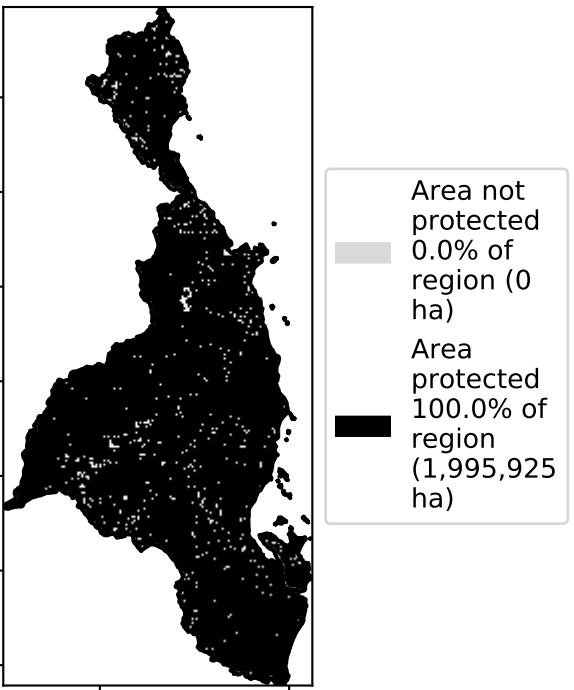 Area not
protected
0.0% of
region (0
ha)
Area
protected
100.0% of
region
(1,995,925
ha)